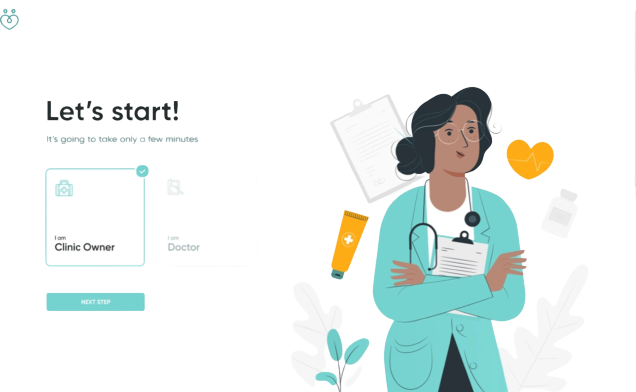 Let's start!
It's going to take only a few minutes
I am
Clinic Owner
I am
Doctor
NEXT STEP